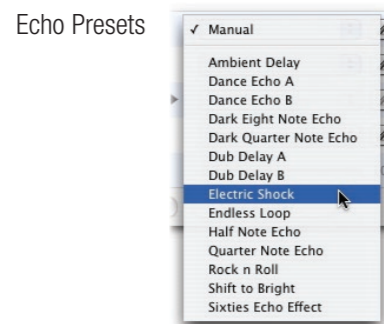 Echo Presets
✓ Manual
Ambient Delay
Dance Echo A
Dance Echo B
Dark Eight Note Echo
Dark Quarter Note Echo
Dub Delay A
Dub Delay B
Electric Shock
Endless Loop
Half Note Echo
Quarter Note Echo
Rock n Roll
Shift to Bright
Sixties Echo Effect